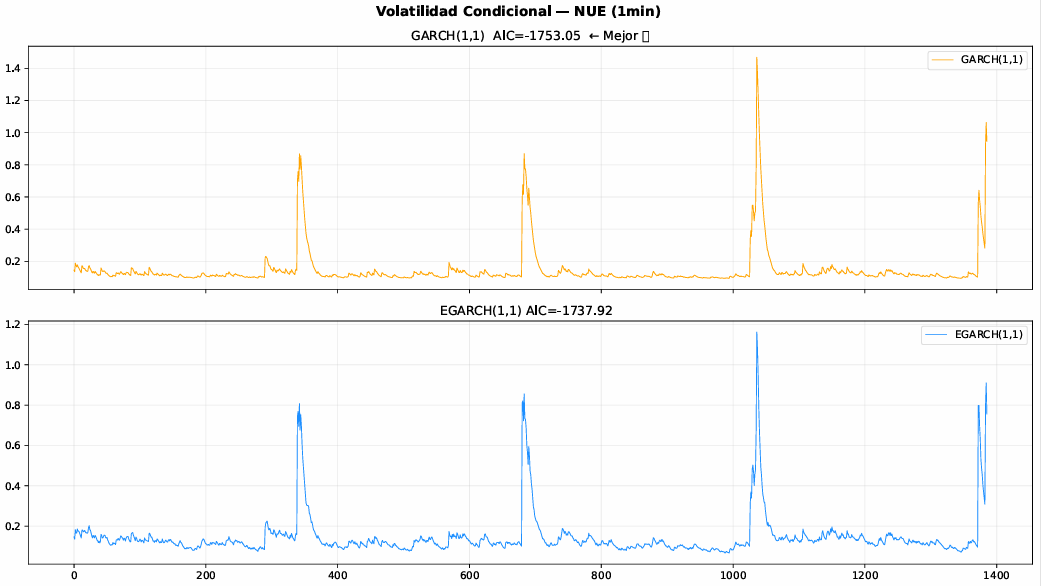 Volatilidad Condicional — NUE (1min)
GARCH(1,1) AIC=-1753.05 ← Mejor
GARCH(1,1)
1.4
1.2
1.0
0.8
0.6
0.4
0.2
EGARCH(1,1) AIC=-1737.92
EGARCH(1,1)
1.2
1.0
0.8
0.6
0.4
0.2
0 200 400 600 800 1000 1200 1400